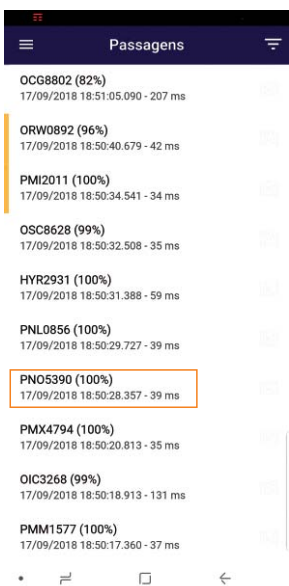 Passagens
OCG8802 (82%)
17/09/2018 18:51:05.090 - 207 ms
ORW0892 (96%)
17/09/2018 18:50:40.679 - 42 ms
PMI2011 (100%)
17/09/2018 18:50:34.541 - 34 ms
OSC8628 (99%)
17/09/2018 18:50:32.508 - 35 ms
HYR2931 (100%)
17/09/2018 18:50:31.388 - 59 ms
PNL0856 (100%)
17/09/2018 18:50:29.727 - 39 ms
PNO5390 (100%)
17/09/2018 18:50:28.357 - 39 ms
PMX4794 (100%)
17/09/2018 18:50:20.813 - 35 ms
OIC3268 (99%)
17/09/2018 18:50:18.913 - 131 ms
PMM1577 (100%)
17/09/2018 18:50:17.360 - 37 ms